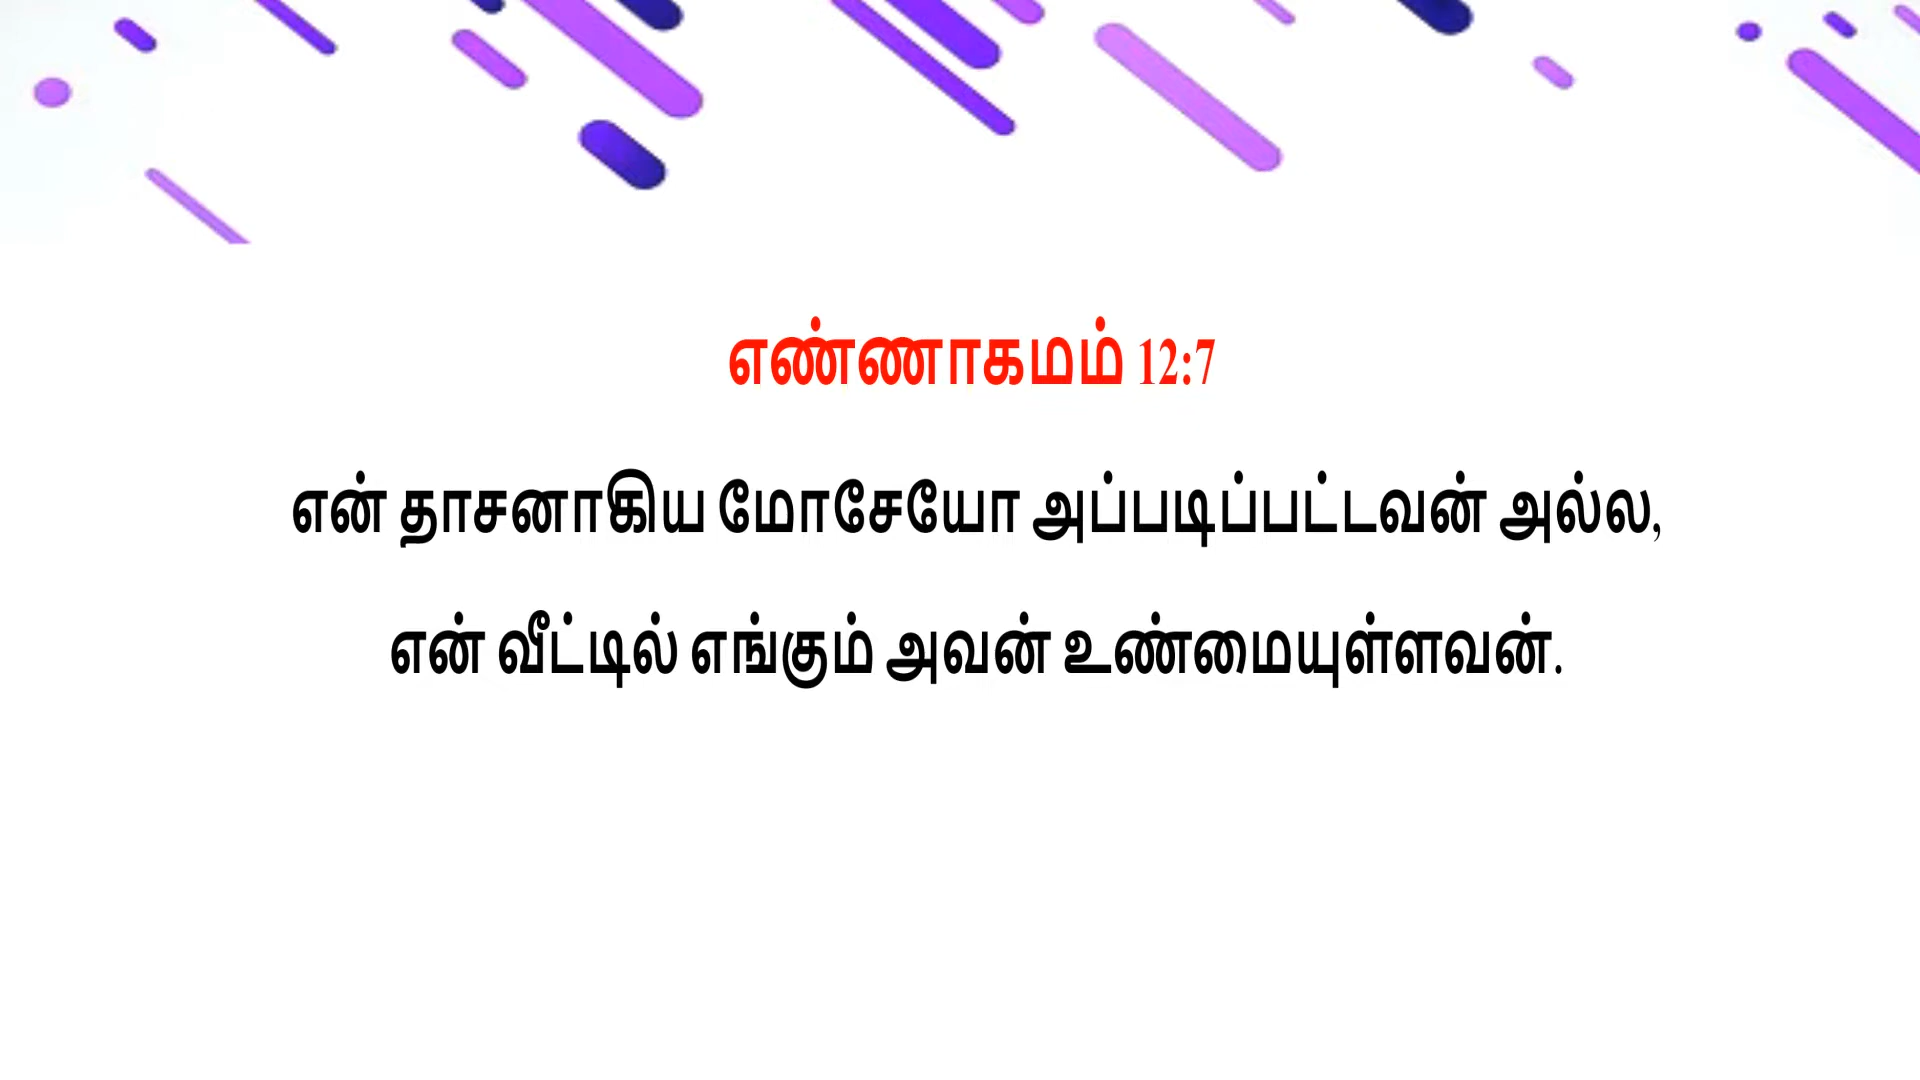 எண்ணாகமம் 12:7
என் தாசனாகிய மோசேயோ அப்படிப்பட்டவன் அல்ல,
என் வீட்டில் எங்கும் அவன் உண்மையுள்ளவன்.